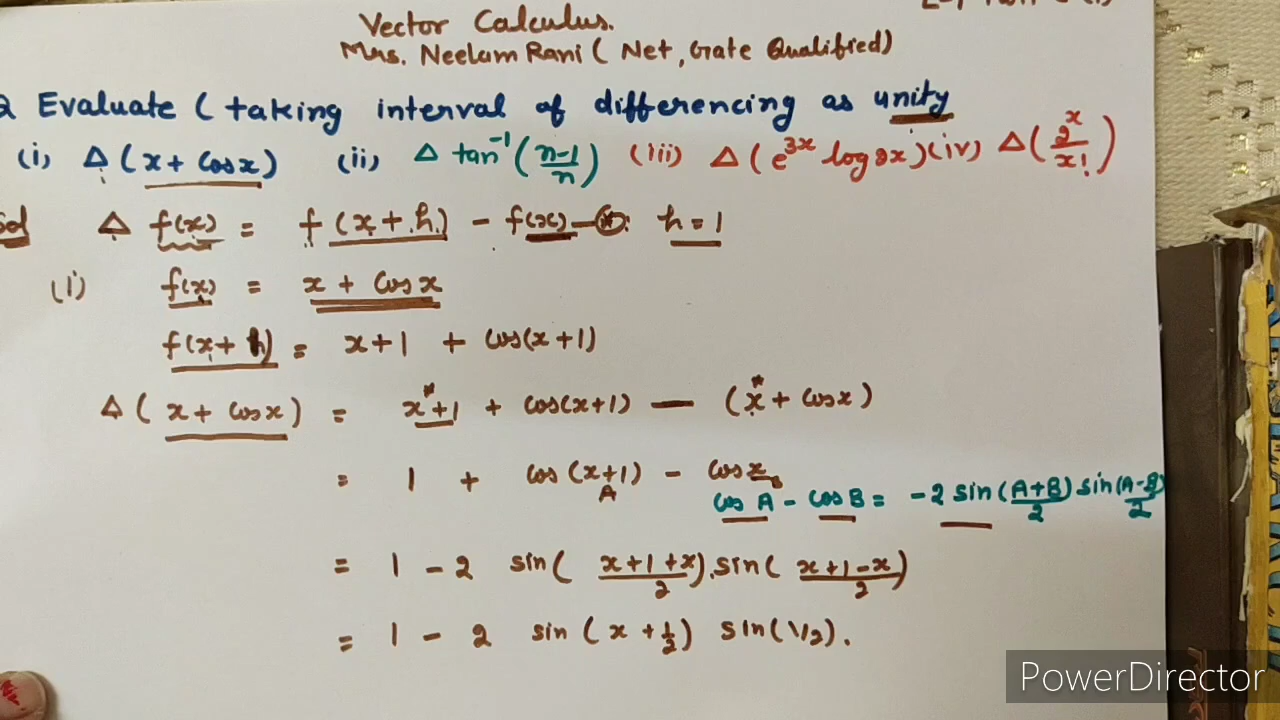 Vector Calculus.
Mrs. Neelam Rani ( Net, Gate Qualified)
2 Evaluate ( taking interval of differencing as unity
(i) Δ (x + cos x) (ii) Δ tan⁻¹ (n-1/n) (iii) Δ (e^3x log 2x) (iv) Δ (2^x/x!)
Sol Δ f(x) = f (x + h) - f(x) - * h = 1
(i) f(x) = x + cos x
f(x + h) = x+1 + cos(x+1)
Δ ( x + cos x) = x+1 + cos(x+1) — (x + cos x)
= 1 + cos (x+1) - cos x
A
cos A - cos B = -2 sin (A+B)/2 sin (A-B)/2
= 1 - 2 sin ( x+1+x/2 ) . sin ( x+1-x/2 )
= 1 - 2 sin ( x + 1/2 ) sin (1/2).
PowerDirector